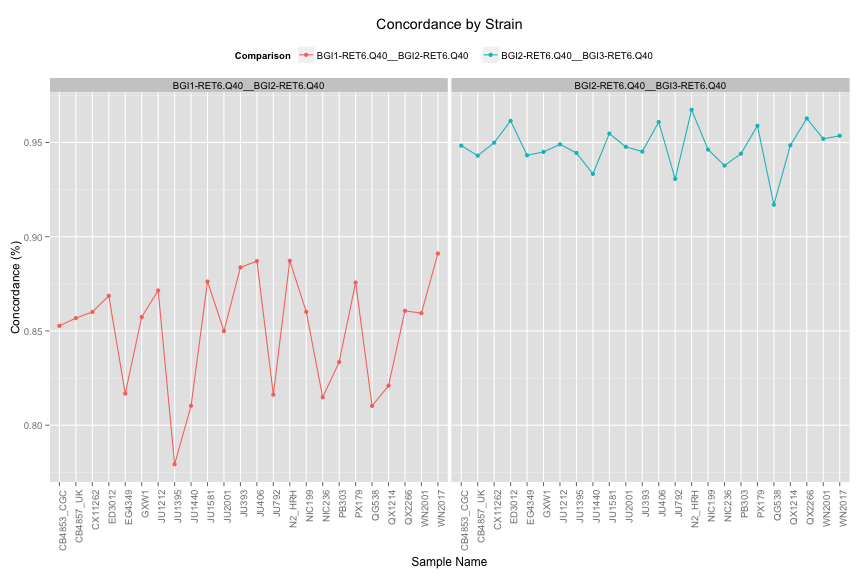 Concordance by Strain
Comparison BGI1-RET6.Q40__BGI2-RET6.Q40 BGI2-RET6.Q40__BGI3-RET6.Q40
BGI1-RET6.Q40__BGI2-RET6.Q40 BGI2-RET6.Q40__BGI3-RET6.Q40
Concordance (%)
0.95
0.90
0.85
0.80
CB4853_CGC CB4857_UK CX11262 ED3012 EG4349 GXW1 JU1212 JU1395 JU1440 JU1581 JU2001 JU393 JU406 JU792 N2_HRH NIC199 NIC236 PB303 PX179 QG538 QX1214 QX2266 WN2001 WN2017 CB4853_CGC CB4857_UK CX11262 ED3012 EG4349 GXW1 JU1212 JU1395 JU1440 JU1581 JU2001 JU393 JU406 JU792 N2_HRH NIC199 NIC236 PB303 PX179 QG538 QX1214 QX2266 WN2001 WN2017
Sample Name